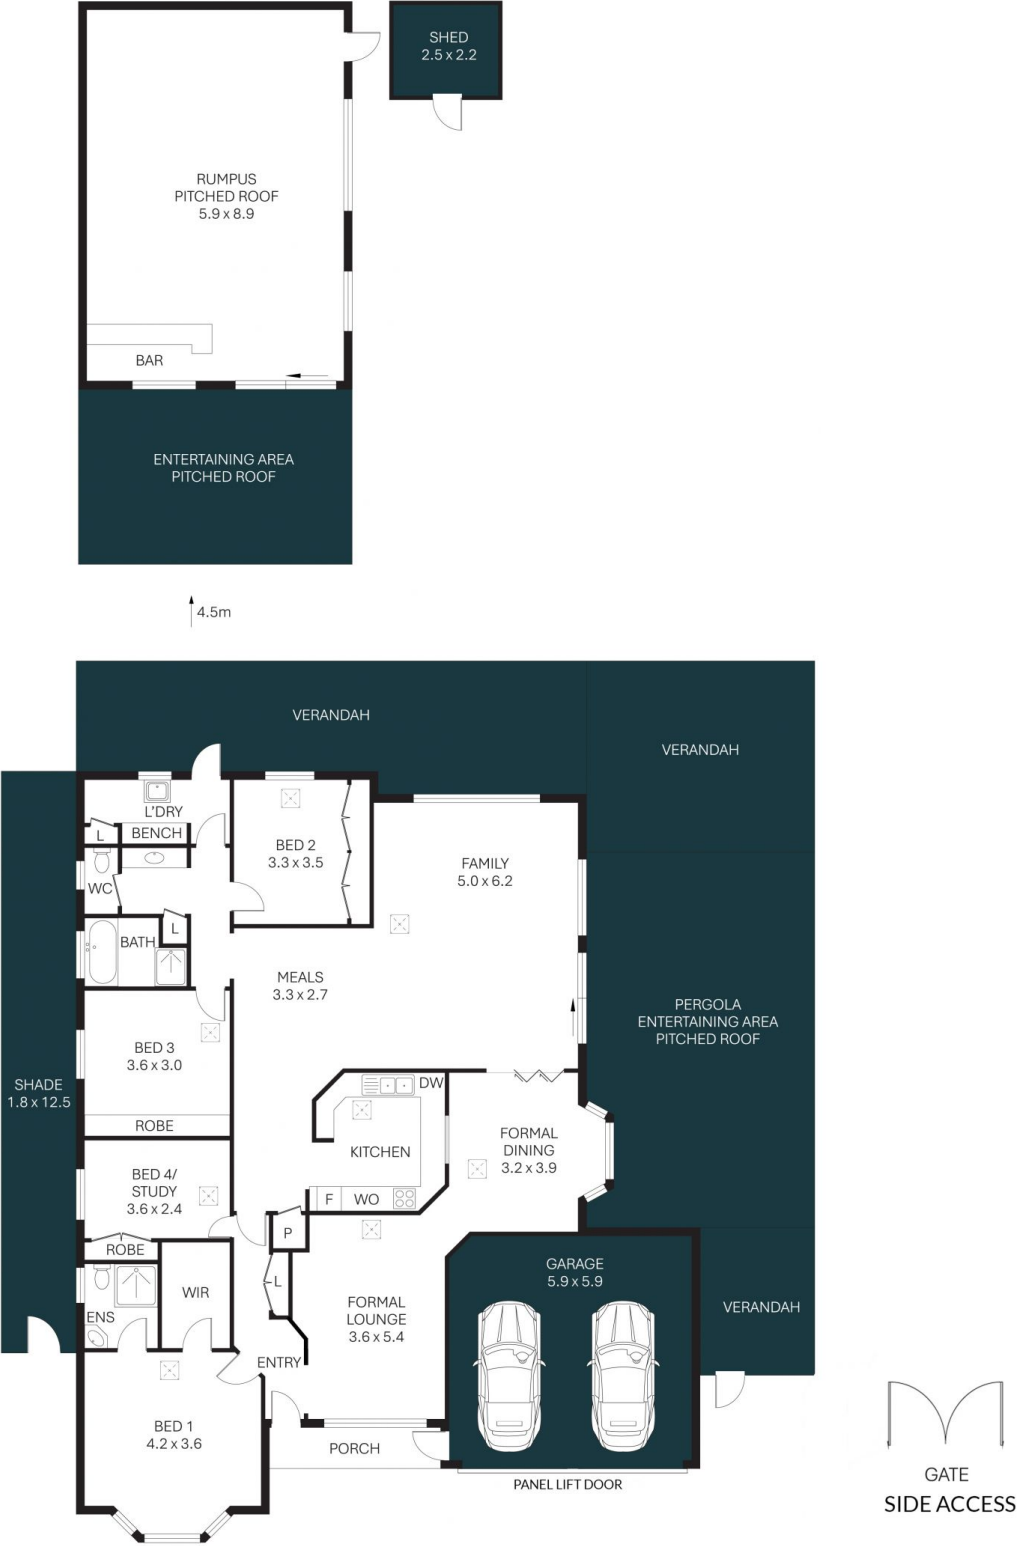 SHED
2.5 x 2.2
RUMPUS
PITCHED ROOF
5.9 x 8.9
BAR
ENTERTAINING AREA
PITCHED ROOF
4.5m
VERANDAH
VERANDAH
L'DRY
BENCH
L
WC
BED 2
3.3 x 3.5
FAMILY
5.0 x 6.2
L
BATH
MEALS
3.3 x 2.7
PERGOLA
ENTERTAINING AREA
PITCHED ROOF
BED 3
3.6 x 3.0
SHADE
1.8 x 12.5
ROBE
DW
KITCHEN
FORMAL
DINING
3.2 x 3.9
BED 4/
STUDY
3.6 x 2.4
F
WO
P
ROBE
GARAGE
5.9 x 5.9
L
WIR
ENS
FORMAL
LOUNGE
3.6 x 5.4
VERANDAH
ENTRY
BED 1
4.2 x 3.6
PORCH
PANEL LIFT DOOR
GATE
SIDE ACCESS